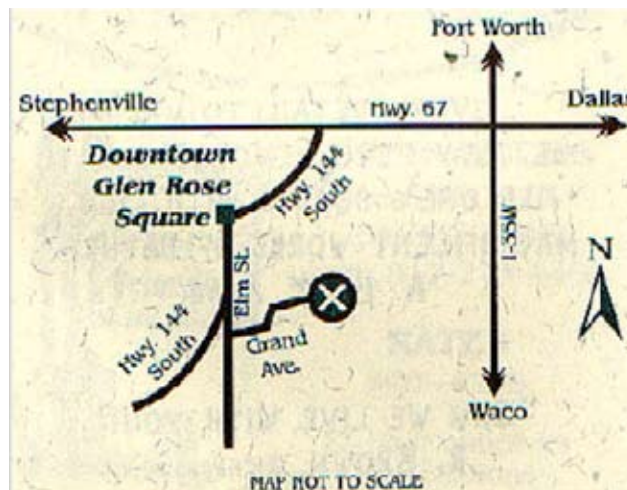 Fort Worth
Stephenville
Hwy. 67
Dallas
Downtown
Glen Rose
Square
Hwy. 144
South
I-35W
N
Elm St.
Hwy. 144
South
Grand
Ave.
Waco
MAP NOT TO SCALE